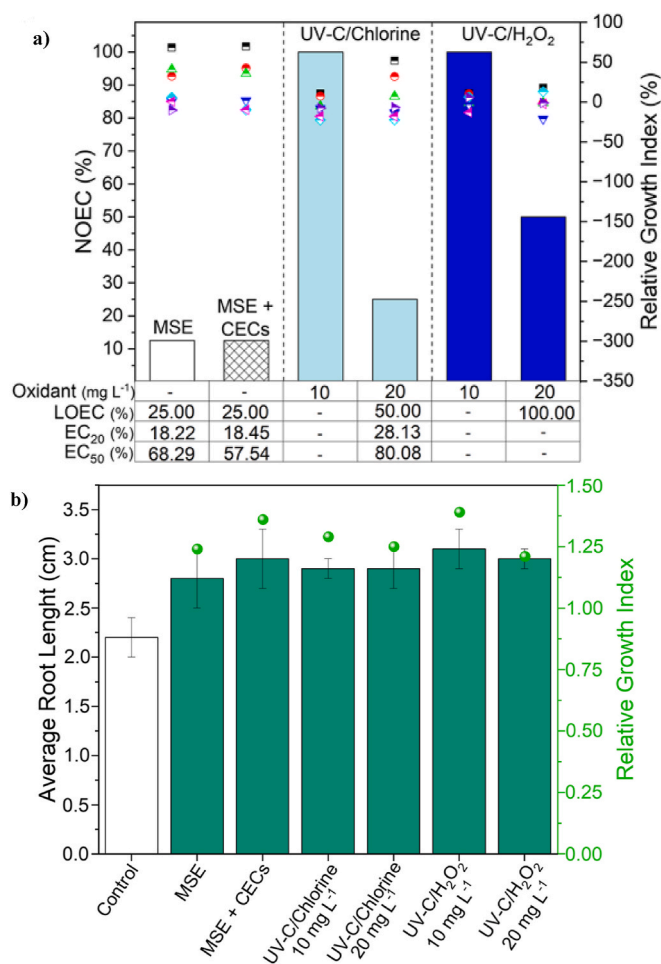 a)
UV-C/Chlorine UV-C/H₂O₂
NOEC (%)
100
90
80
70
60
50
40
30
20
10
MSE
MSE +
CECs
Relative Growth Index (%)
100
50
0
−50
−100
−150
−200
−250
−300
−350
Oxidant (mg L⁻¹) - - 10 20 10 20
LOEC (%) 25.00 25.00 - 50.00 - 100.00
EC₂₀ (%) 18.22 18.45 - 28.13 - -
EC₅₀ (%) 68.29 57.54 - 80.08 - -
b)
Average Root Lenght (cm)
3.5
3.0
2.5
2.0
1.5
1.0
0.5
0.0
Relative Growth Index
1.50
1.25
1.00
0.75
0.50
0.25
0.00
Control
MSE
MSE + CECs
UV-C/Chlorine
10 mg L⁻¹
UV-C/Chlorine
20 mg L⁻¹
UV-C/H₂O₂
10 mg L⁻¹
UV-C/H₂O₂
20 mg L⁻¹